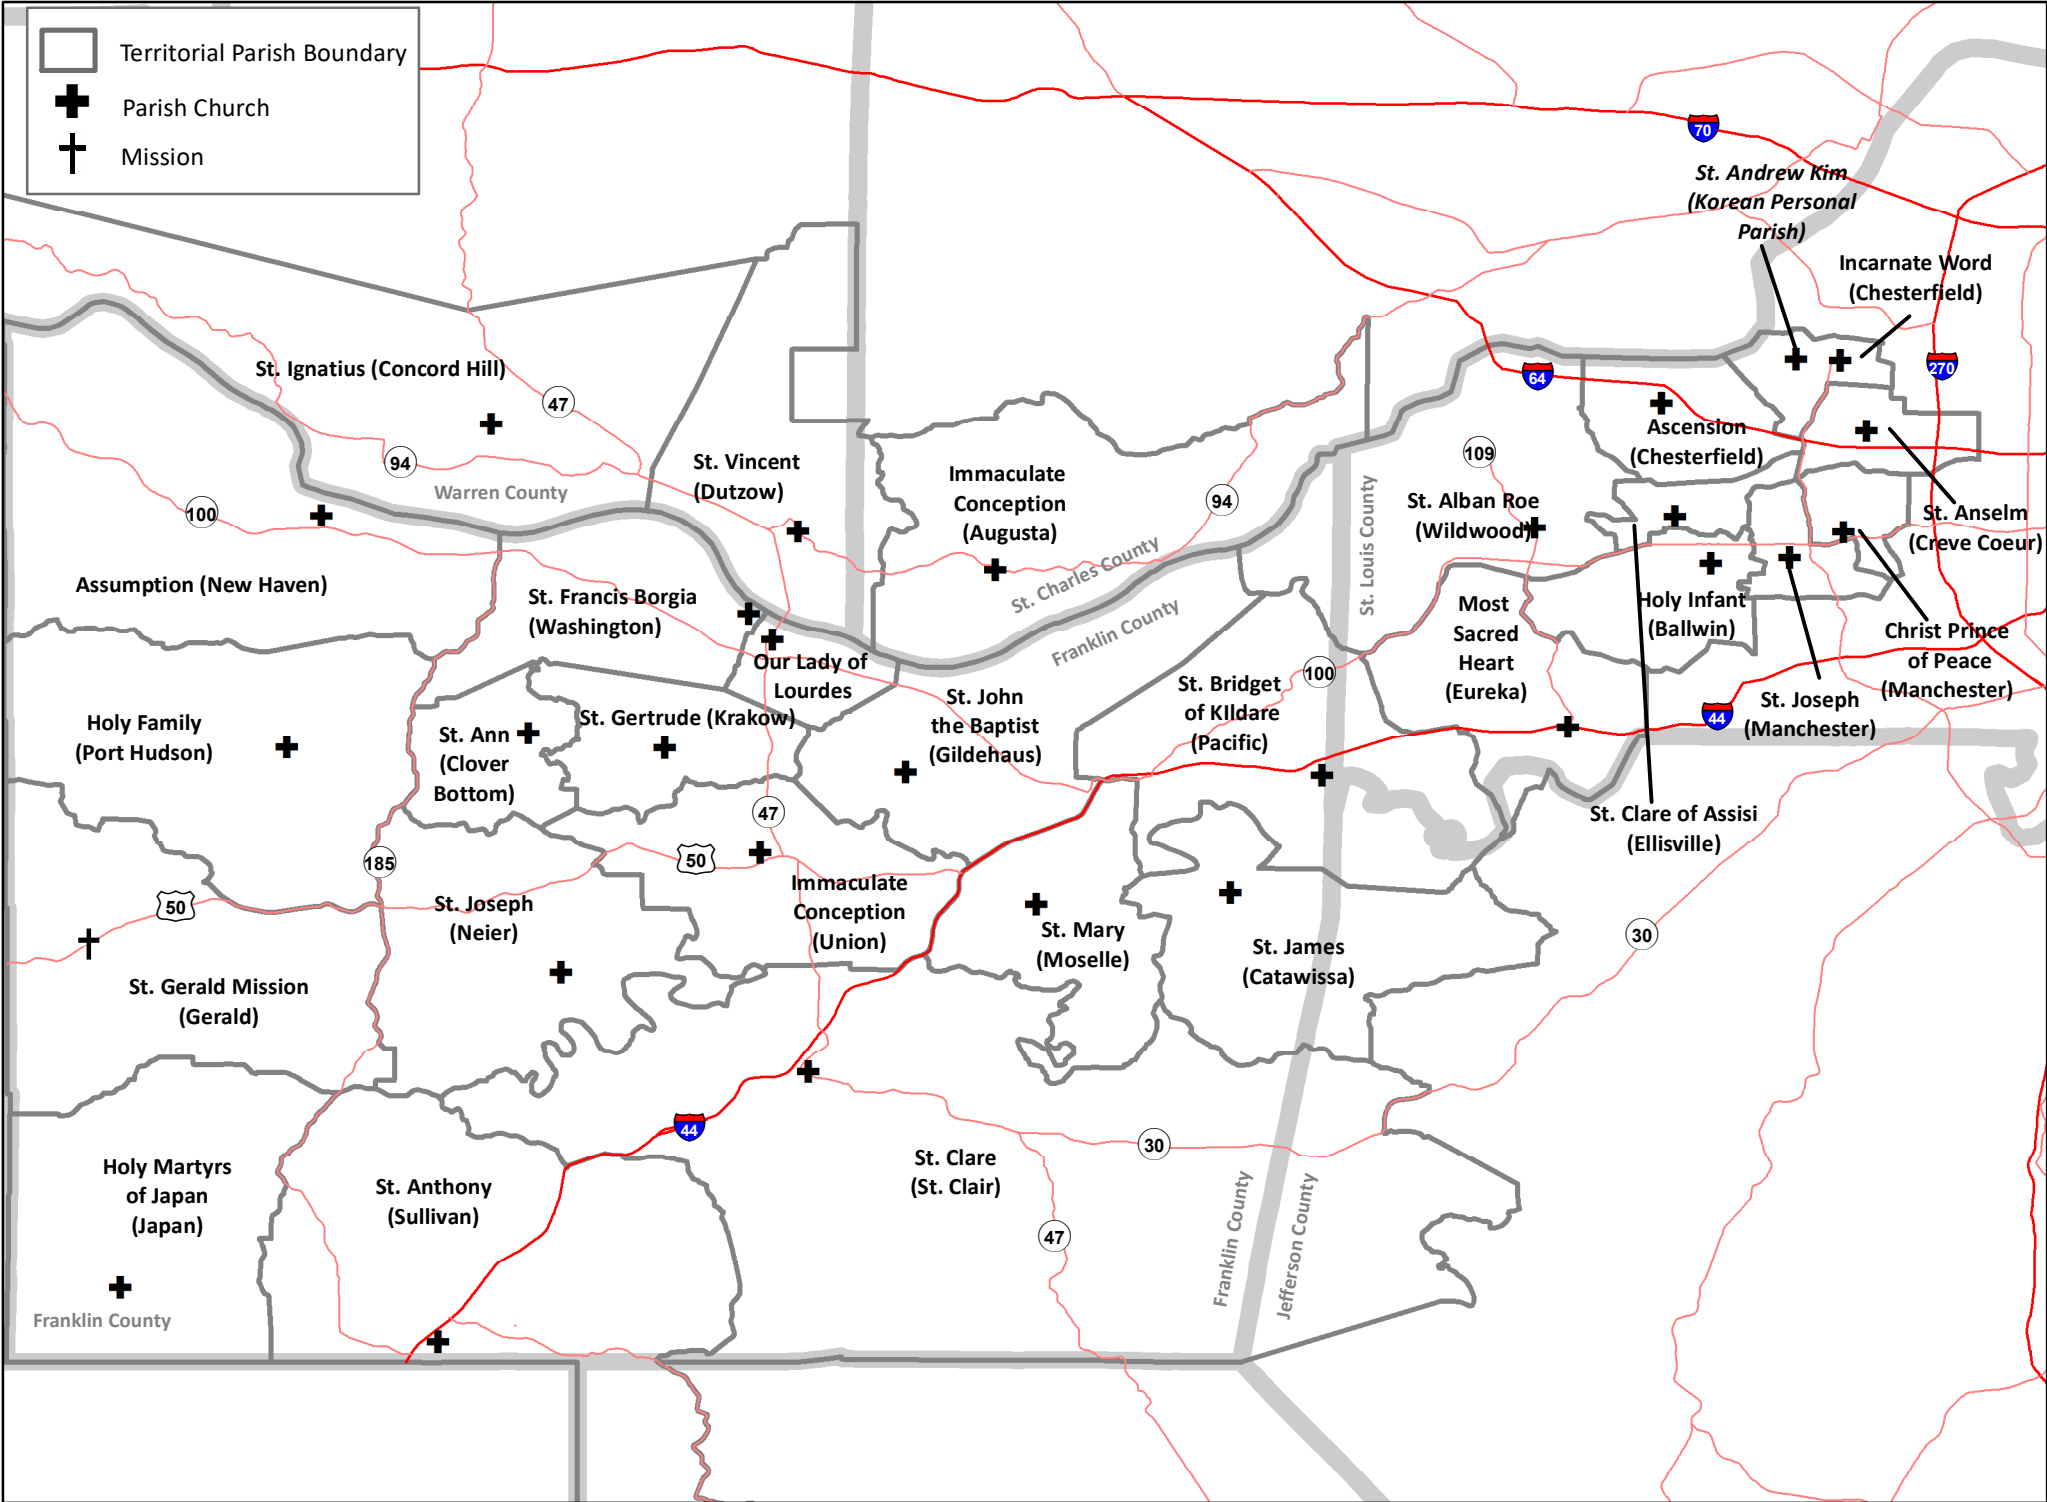 Territorial Parish Boundary
Parish Church
Mission
70
St. Andrew Kim
(Korean Personal
Parish)
Incarnate Word
(Chesterfield)
St. Ignatius (Concord Hill)
47
64
270
94
Warren County
100
St. Vincent
(Dutzow)
Immaculate
Conception
(Augusta)
94
St. Charles County
Franklin County
St. Louis County
109
St. Alban Roe
(Wildwood)
Ascension
(Chesterfield)
St. Anselm
(Creve Coeur)
Assumption (New Haven)
St. Francis Borgia
(Washington)
Our Lady of
Lourdes
Most
Sacred
Heart
(Eureka)
Holy Infant
(Ballwin)
Christ Prince
of Peace
(Manchester)
St. Joseph
(Manchester)
Holy Family
(Port Hudson)
St. Ann
(Clover
Bottom)
St. Gertrude (Krakow)
St. John
the Baptist
(Gildehaus)
St. Bridget
of KIldare
(Pacific)
100
44
St. Clare of Assisi
(Ellisville)
47
50
185
50
St. Joseph
(Neier)
Immaculate
Conception
(Union)
St. Mary
(Moselle)
St. James
(Catawissa)
30
St. Gerald Mission
(Gerald)
44
30
Holy Martyrs
of Japan
(Japan)
St. Anthony
(Sullivan)
St. Clare
(St. Clair)
47
Franklin County
Jefferson County
Franklin County